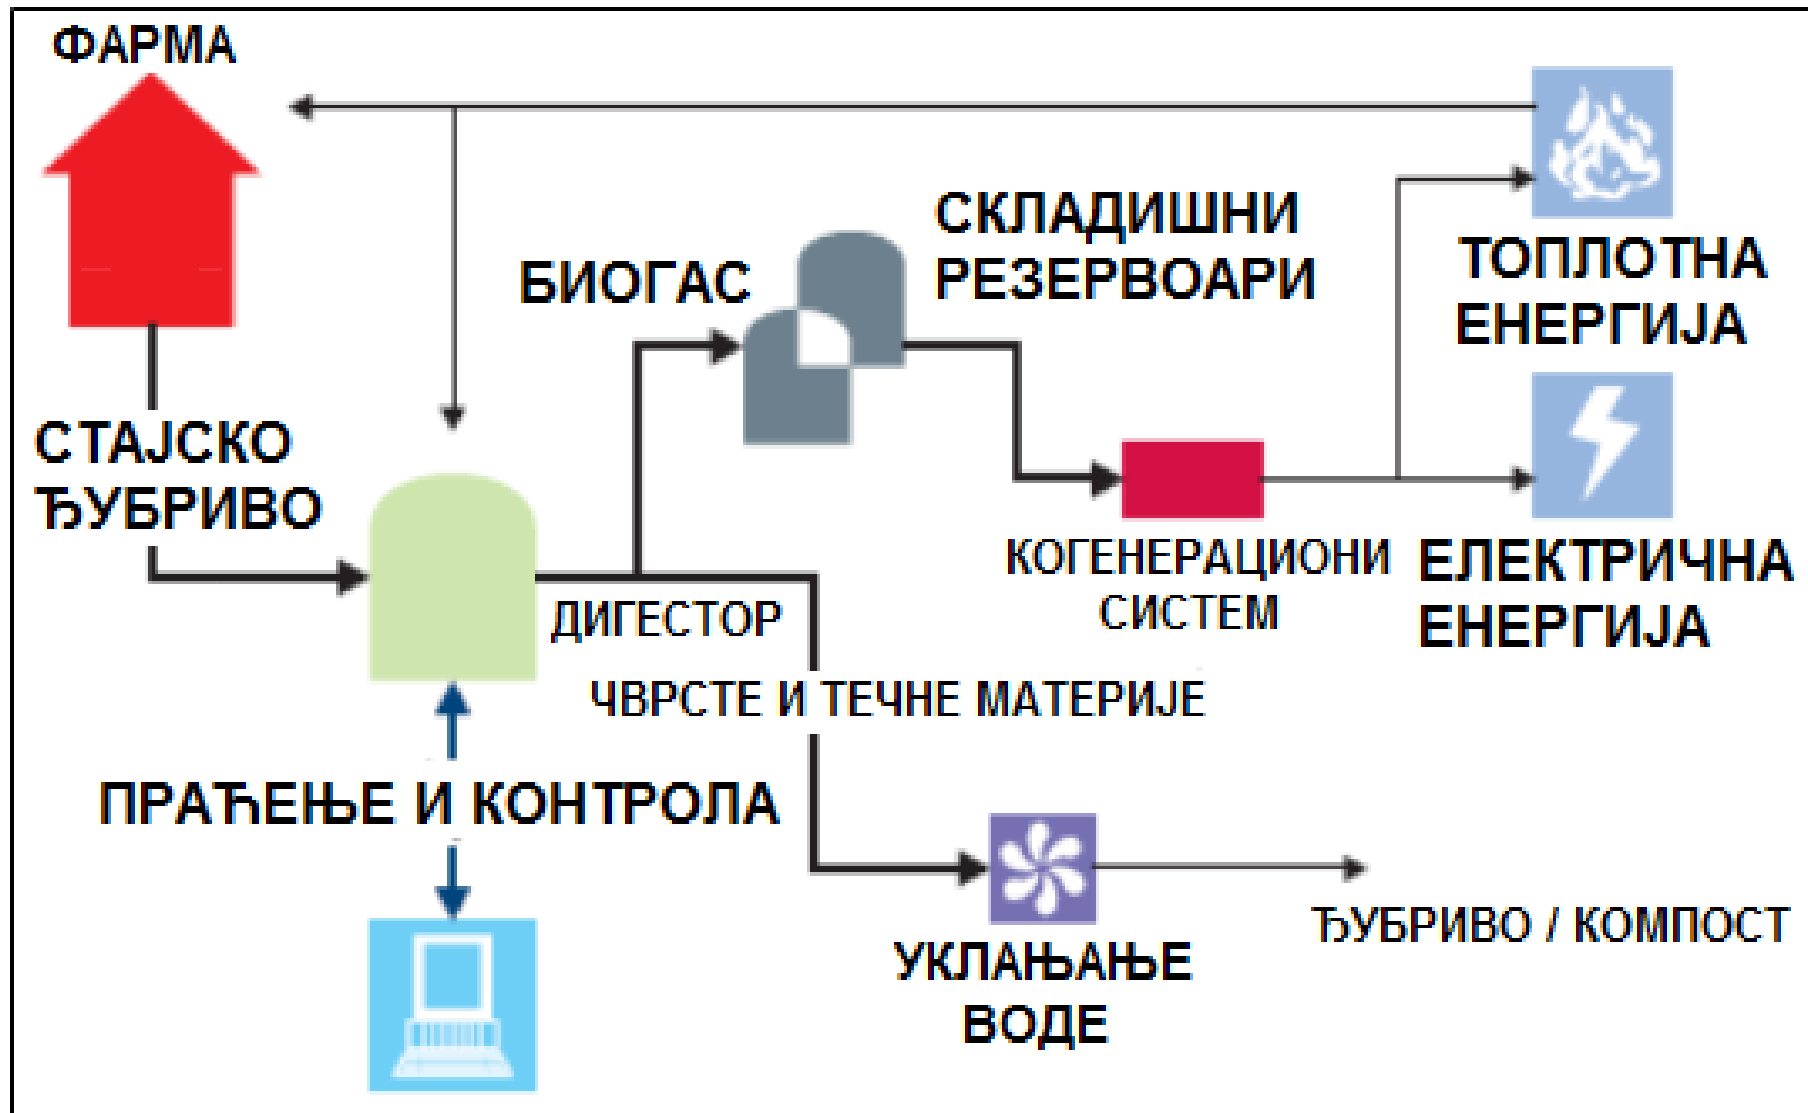 ФАРМА
СКЛАДИШНИ
РЕЗЕРВОАРИ
БИОГАС
ТОПЛОТНА
ЕНЕРГИЈА
СТАЈСКО
ЂУБРИВО
КОГЕНЕРАЦИОНИ
СИСТЕМ
ЕЛЕКТРИЧНА
ЕНЕРГИЈА
ДИГЕСТОР
ЧВРСТЕ И ТЕЧНЕ МАТЕРИЈЕ
ПРАЋЕЊЕ И КОНТРОЛА
УКЛАЊАЊЕ
ВОДЕ
ЂУБРИВО / КОМПОСТ